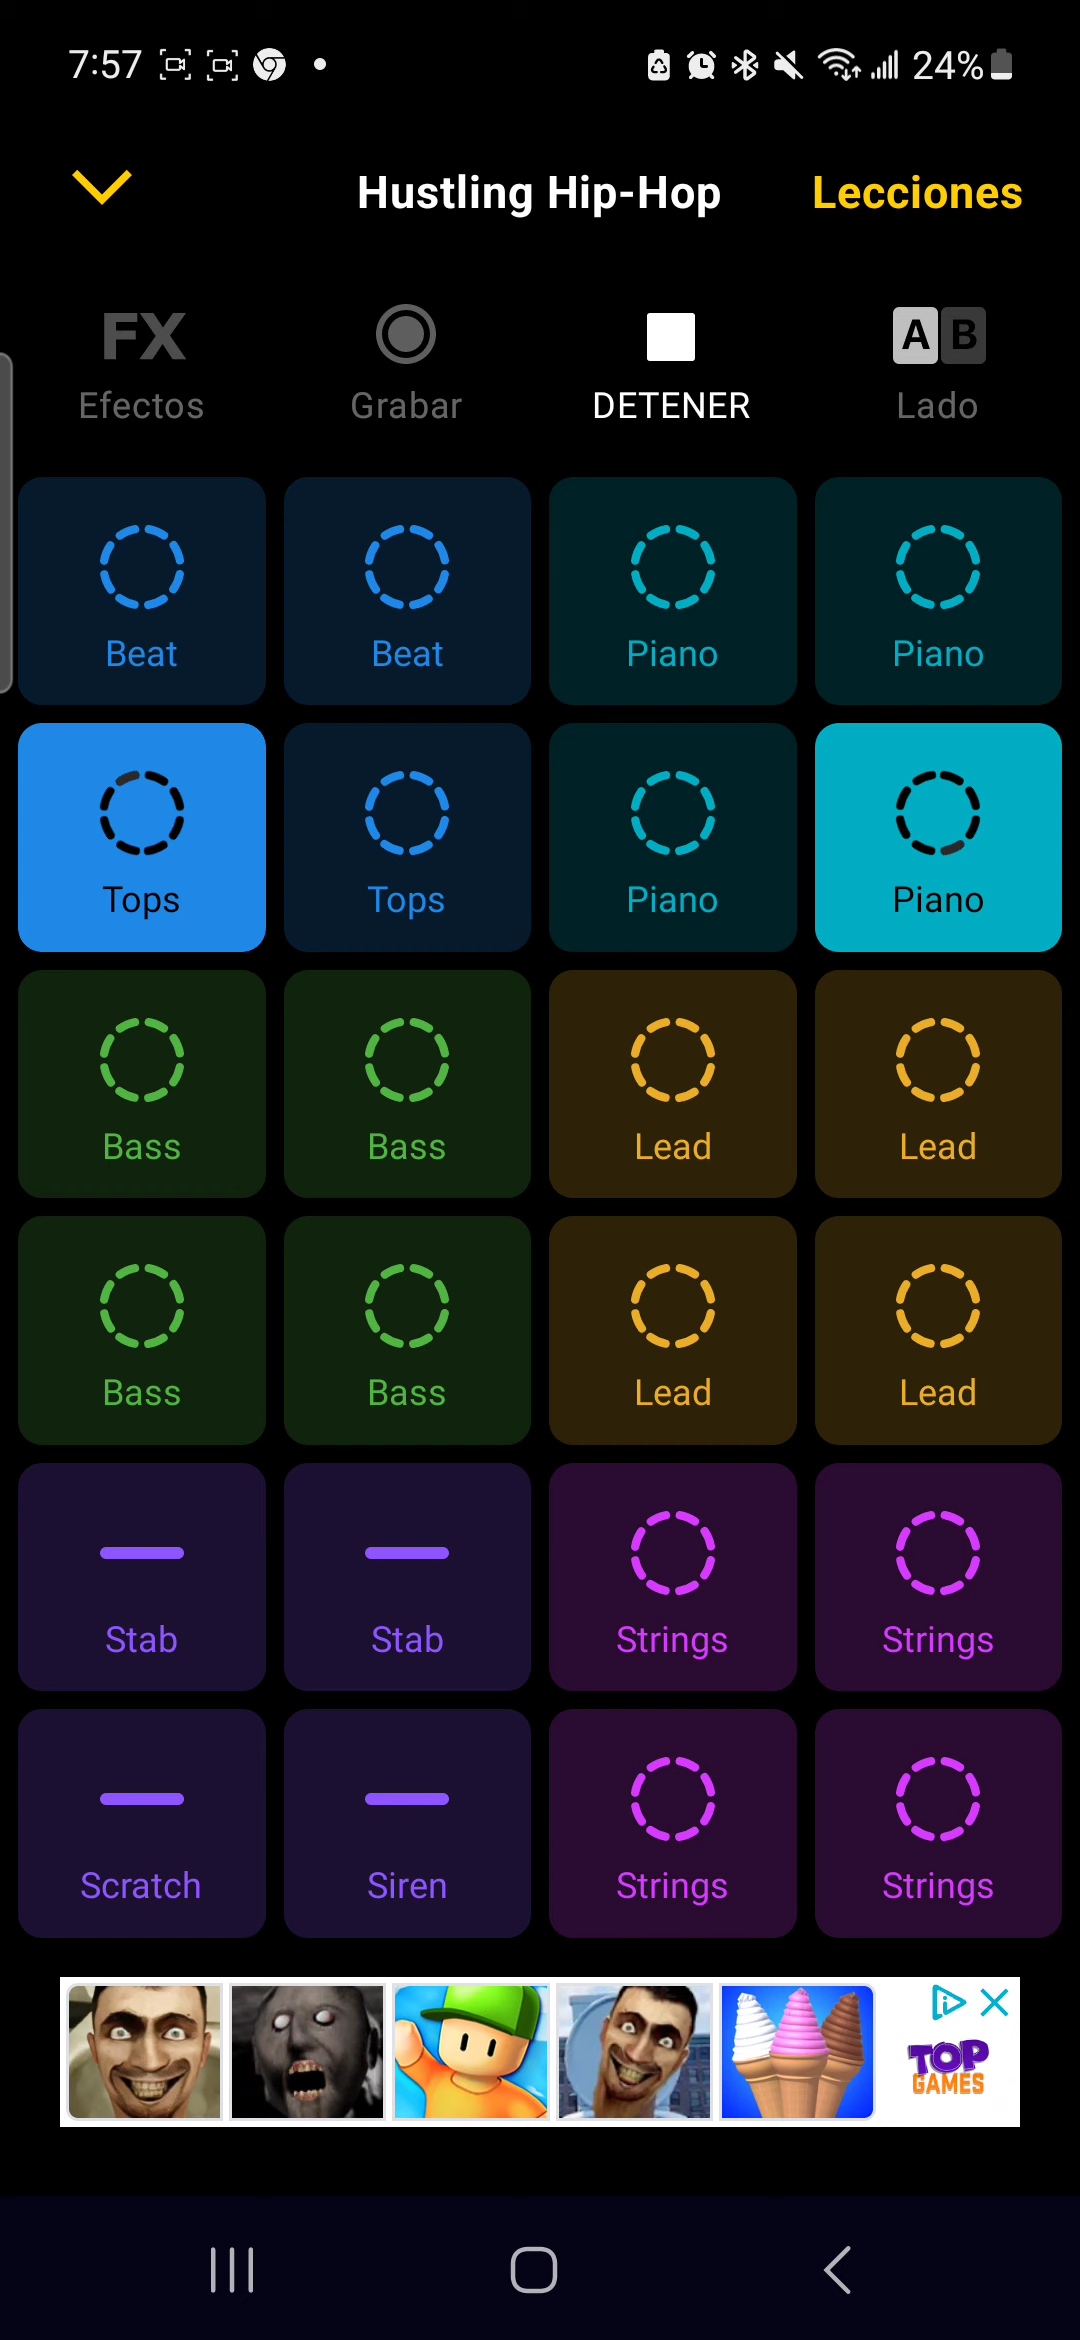 7:57 24%
Hustling Hip-Hop Lecciones
FX A B
Efectos Grabar DETENER Lado
Beat Beat Piano Piano
Tops Tops Piano Piano
Bass Bass Lead Lead
Bass Bass Lead Lead
Stab Stab Strings Strings
Scratch Siren Strings Strings
TOP
GAMES